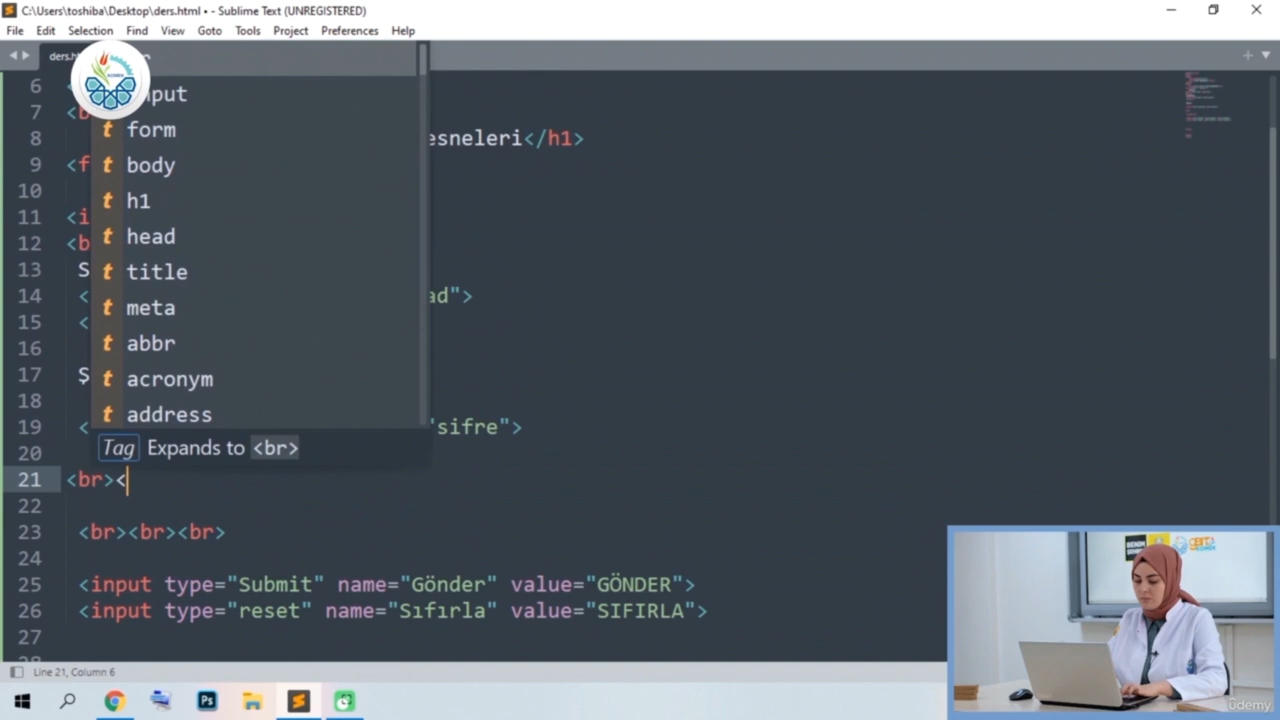 C:\Users\toshiba\Desktop\ders.html • - Sublime Text (UNREGISTERED)
File Edit Selection Find View Goto Tools Project Preferences Help
6
7 <b
8 esneleri</h1>
9 <f
10
11 <i
12 <b
13 S
14 < ad">
15 <
16
17 Ş
18
19 < "sifre">
20
21 <br><
22
23 <br><br><br>
24
25 <input type="Submit" name="Gönder" value="GÖNDER">
26 <input type="reset" name="Sıfırla" value="SIFIRLA">
27
28
nput
t form
t body
t h1
t head
t title
t meta
t abbr
t acronym
t address
Tag Expands to <br>
Line 21, Column 6
Ps
ûdemy